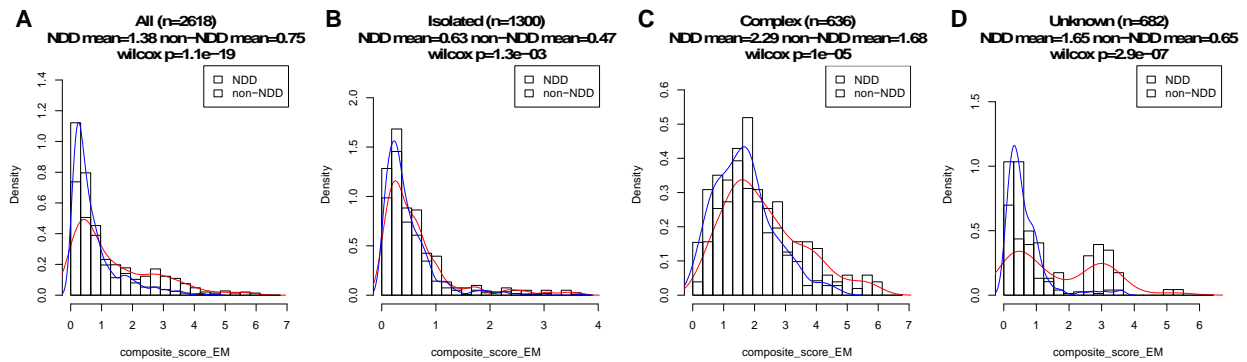 A
All (n=2618)
NDD mean=1.38 non−NDD mean=0.75
wilcox p=1.1e−19
NDD
non−NDD
Density
0.0 0.2 0.4 0.6 0.8 1.0 1.2 1.4
0 1 2 3 4 5 6 7
composite_score_EM
B
Isolated (n=1300)
NDD mean=0.63 non−NDD mean=0.47
wilcox p=1.3e−03
NDD
non−NDD
Density
0.0 0.5 1.0 1.5 2.0
0 1 2 3 4
composite_score_EM
C
Complex (n=636)
NDD mean=2.29 non−NDD mean=1.68
wilcox p=1e−05
NDD
non−NDD
Density
0.0 0.1 0.2 0.3 0.4 0.5 0.6
0 1 2 3 4 5 6 7
composite_score_EM
D
Unknown (n=682)
NDD mean=1.65 non−NDD mean=0.65
wilcox p=2.9e−07
NDD
non−NDD
Density
0.0 0.5 1.0 1.5
0 1 2 3 4 5 6
composite_score_EM